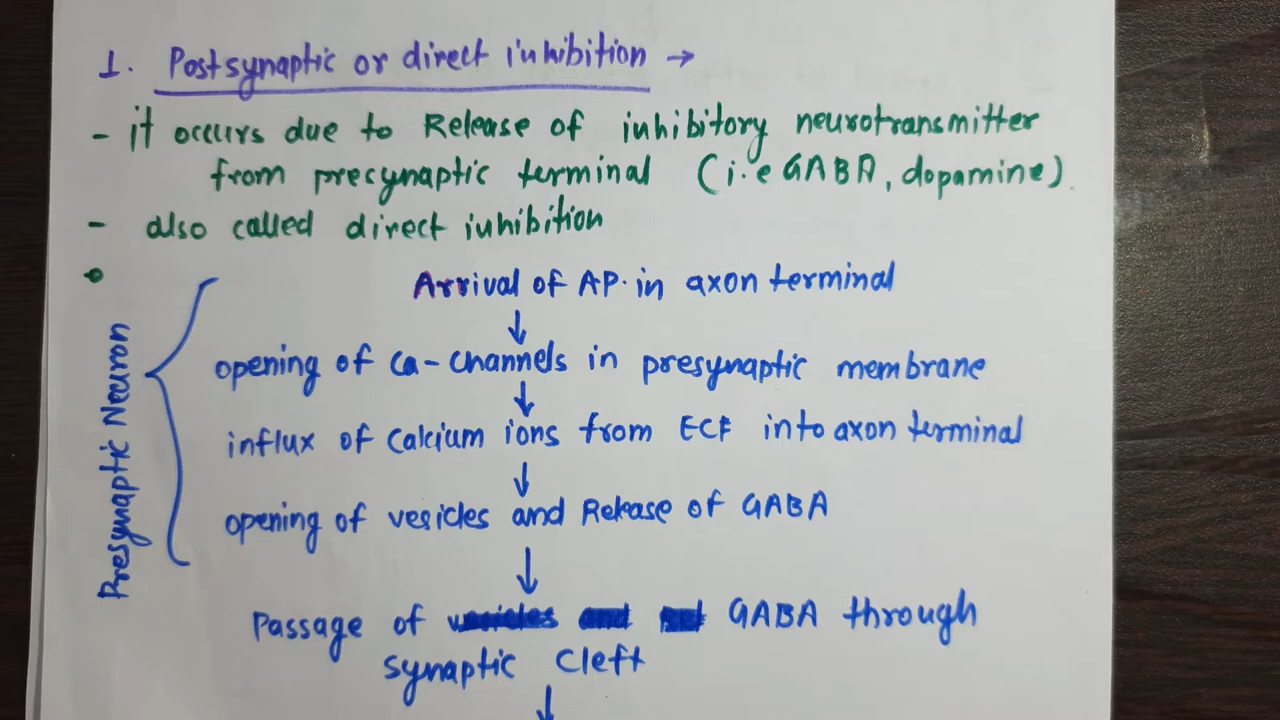 1. Postsynaptic or direct inhibition →
- it occurs due to Release of inhibitory neurotransmitter
from presynaptic terminal (i.e GABA, dopamine).
- also called direct inhibition
Presynaptic Neuron
Arrival of AP. in axon terminal
↓
opening of Ca-channels in presynaptic membrane
↓
influx of Calcium ions from ECF into axon terminal
↓
opening of vesicles and Release of GABA
↓
Passage of GABA through
synaptic Cleft
↓